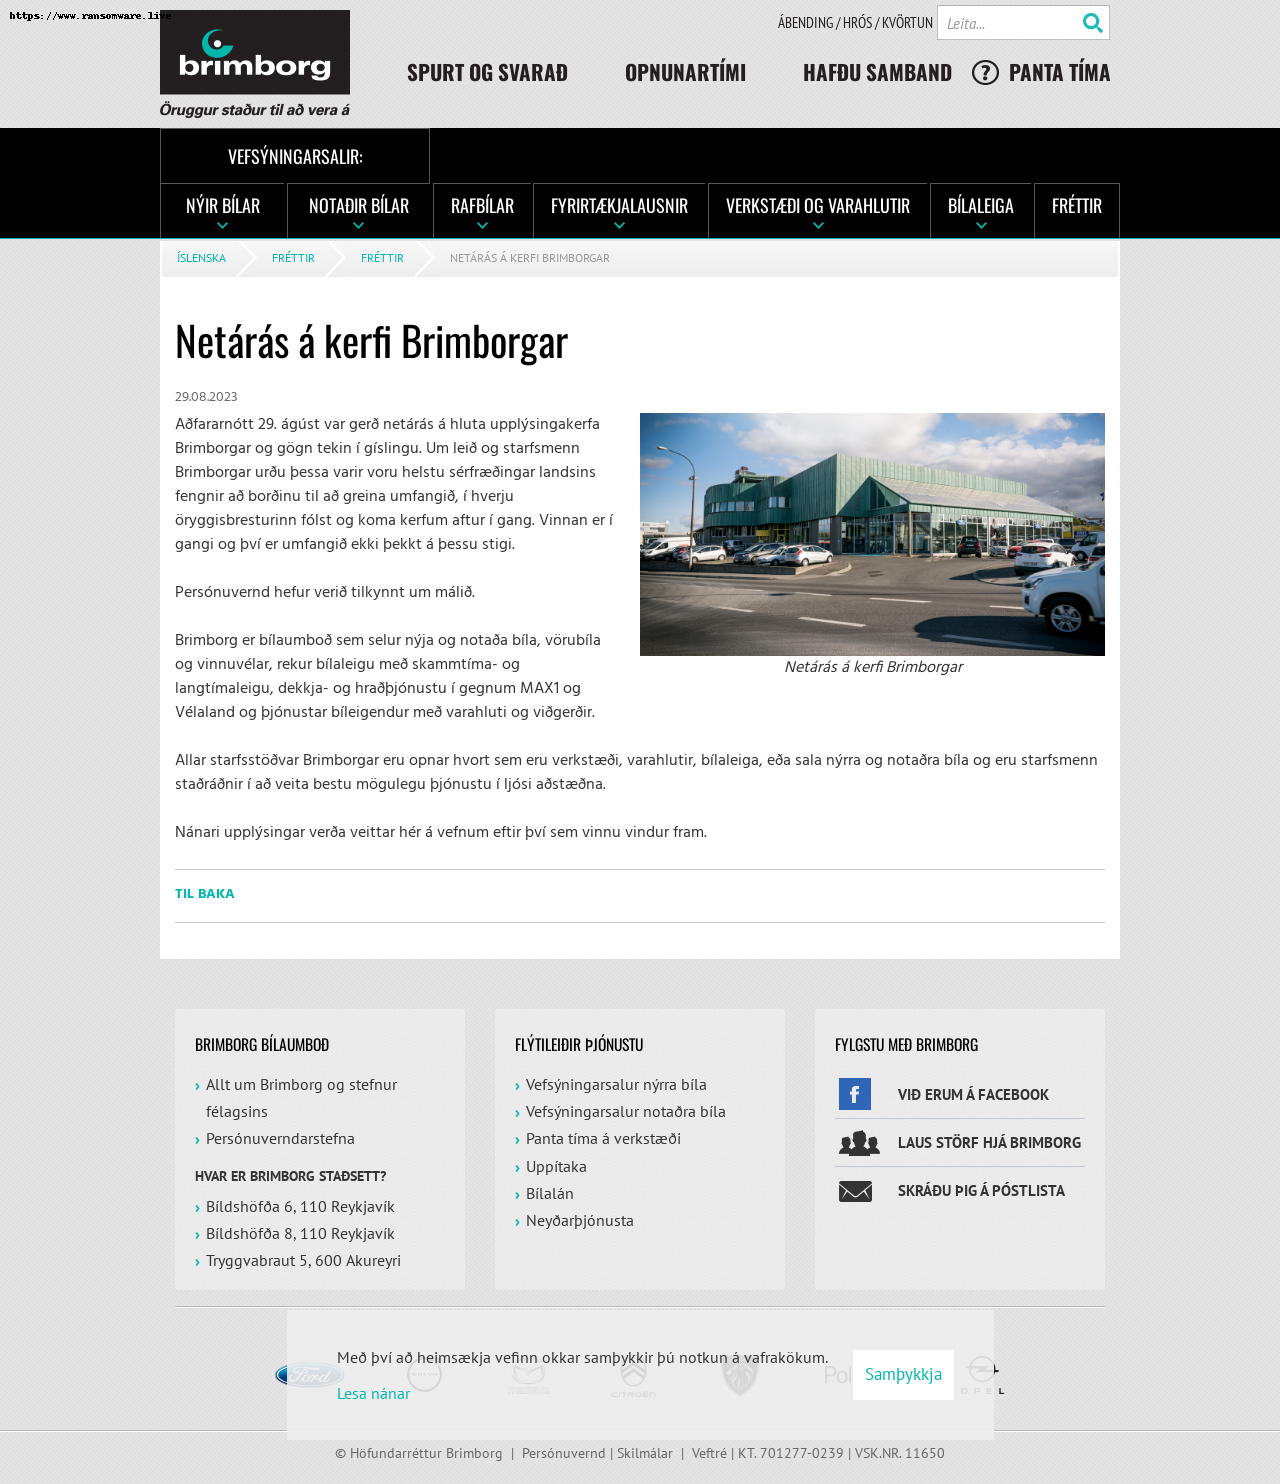 https://www.ransomware.live
brimborg
Öruggur staður til að vera á
ÁBENDING / HRÓS / KVÖRTUN
Leita...
SPURT OG SVARAÐ
OPNUNARTÍMI
HAFÐU SAMBAND
? PANTA TÍMA
VEFSÝNINGARSALIR:
NÝIR BÍLAR
NOTAÐIR BÍLAR
RAFBÍLAR
FYRIRTÆKJALAUSNIR
VERKSTÆÐI OG VARAHLUTIR
BÍLALEIGA
FRÉTTIR
ÍSLENSKA
FRÉTTIR
FRÉTTIR
NETÁRÁS Á KERFI BRIMBORGAR
Netárás á kerfi Brimborgar
29.08.2023
Aðfararnótt 29. ágúst var gerð netárás á hluta upplýsingakerfa
Brimborgar og gögn tekin í gíslingu. Um leið og starfsmenn
Brimborgar urðu þessa varir voru helstu sérfræðingar landsins
fengnir að borðinu til að greina umfangið, í hverju
öryggisbresturinn fólst og koma kerfum aftur í gang. Vinnan er í
gangi og því er umfangið ekki þekkt á þessu stigi.
Persónuvernd hefur verið tilkynnt um málið.
Brimborg er bílaumboð sem selur nýja og notaða bíla, vörubíla
og vinnuvélar, rekur bílaleigu með skammtíma- og
langtímaleigu, dekkja- og hraðþjónustu í gegnum MAX1 og
Vélaland og þjónustar bíleigendur með varahluti og viðgerðir.
Netárás á kerfi Brimborgar
Allar starfsstöðvar Brimborgar eru opnar hvort sem eru verkstæði, varahlutir, bílaleiga, eða sala nýrra og notaðra bíla og eru starfsmenn
staðráðnir í að veita bestu mögulegu þjónustu í ljósi aðstæðna.
Nánari upplýsingar verða veittar hér á vefnum eftir því sem vinnu vindur fram.
TIL BAKA
BRIMBORG BÍLAUMBOÐ
› Allt um Brimborg og stefnur
félagsins
› Persónuverndarstefna
HVAR ER BRIMBORG STAÐSETT?
› Bíldshöfða 6, 110 Reykjavík
› Bíldshöfða 8, 110 Reykjavík
› Tryggvabraut 5, 600 Akureyri
FLÝTILEIÐIR ÞJÓNUSTU
› Vefsýningarsalur nýrra bíla
› Vefsýningarsalur notaðra bíla
› Panta tíma á verkstæði
› Uppítaka
› Bílalán
› Neyðarþjónusta
FYLGSTU MEÐ BRIMBORG
f VIÐ ERUM Á FACEBOOK
LAUS STÖRF HJÁ BRIMBORG
SKRÁÐU ÞIG Á PÓSTLISTA
Með því að heimsækja vefinn okkar samþykkir þú notkun á vafrakökum.
Lesa nánar
Samþykkja
Ford
CITROËN
Pol
OPEL
© Höfundarréttur Brimborg | Persónuvernd | Skilmálar | Veftré | KT. 701277-0239 | VSK.NR. 11650